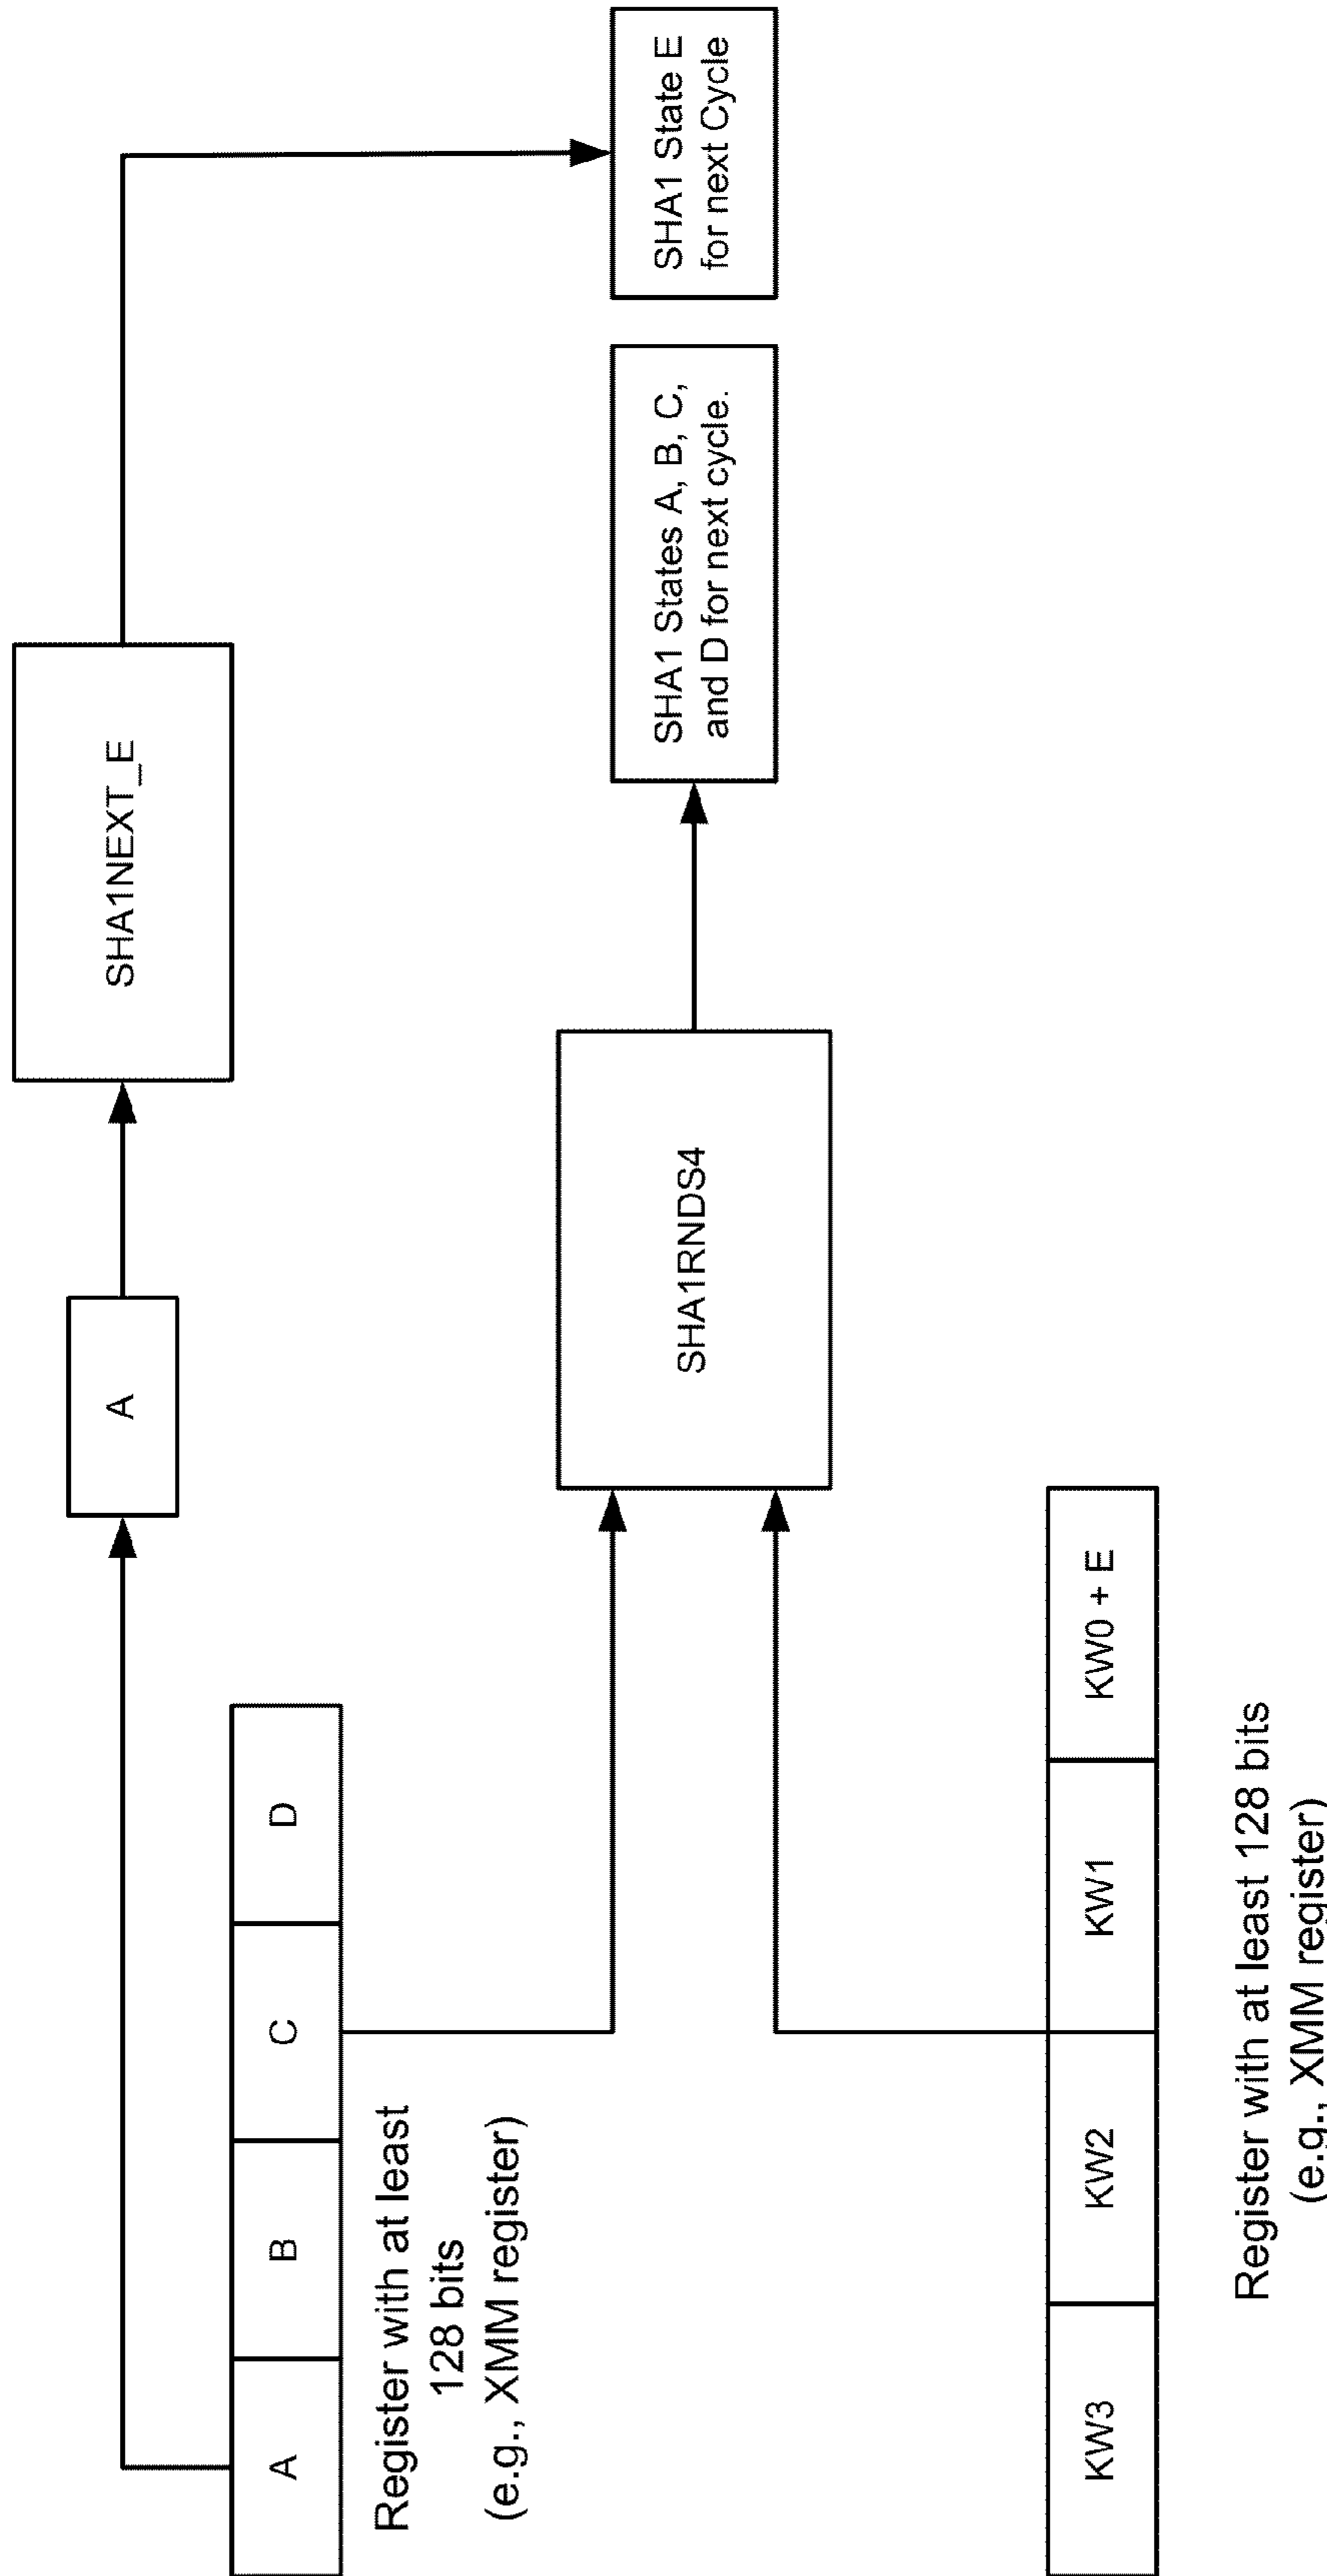 A
SHA1NEXT_E
A
B
C
D
Register with at least
128 bits
(e.g., XMM register)
SHA1RNDS4
SHA1 States A, B, C,
and D for next cycle.
SHA1 State E
for next Cycle
KW3
KW2
KW1
KW0 + E
Register with at least 128 bits
(e.g., XMM register)